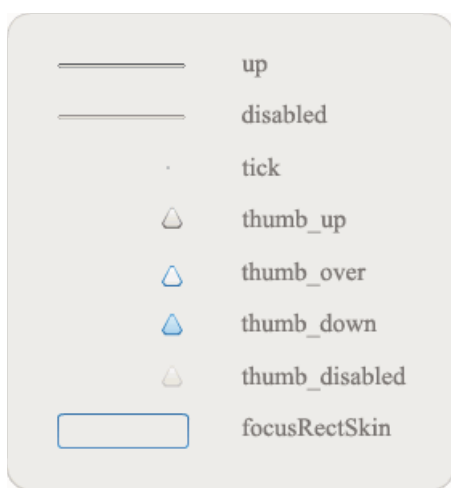 up
disabled
tick
thumb_up
thumb_over
thumb_down
thumb_disabled
focusRectSkin